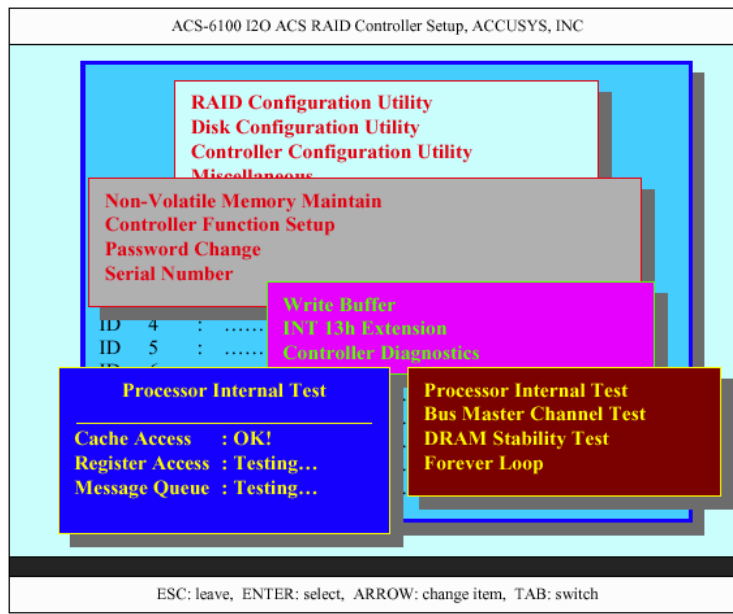 ACS-6100 I2O ACS RAID Controller Setup, ACCUSYS, INC
RAID Configuration Utility
Disk Configuration Utility
Controller Configuration Utility
Miscellaneous
Non-Volatile Memory Maintain
Controller Function Setup
Password Change
Serial Number
Write Buffer
INT 13h Extension
Controller Diagnostics
ID 4 : ......
ID 5 : ......
Processor Internal Test
Cache Access : OK!
Register Access : Testing...
Message Queue : Testing...
Processor Internal Test
Bus Master Channel Test
DRAM Stability Test
Forever Loop
ESC: leave, ENTER: select, ARROW: change item, TAB: switch